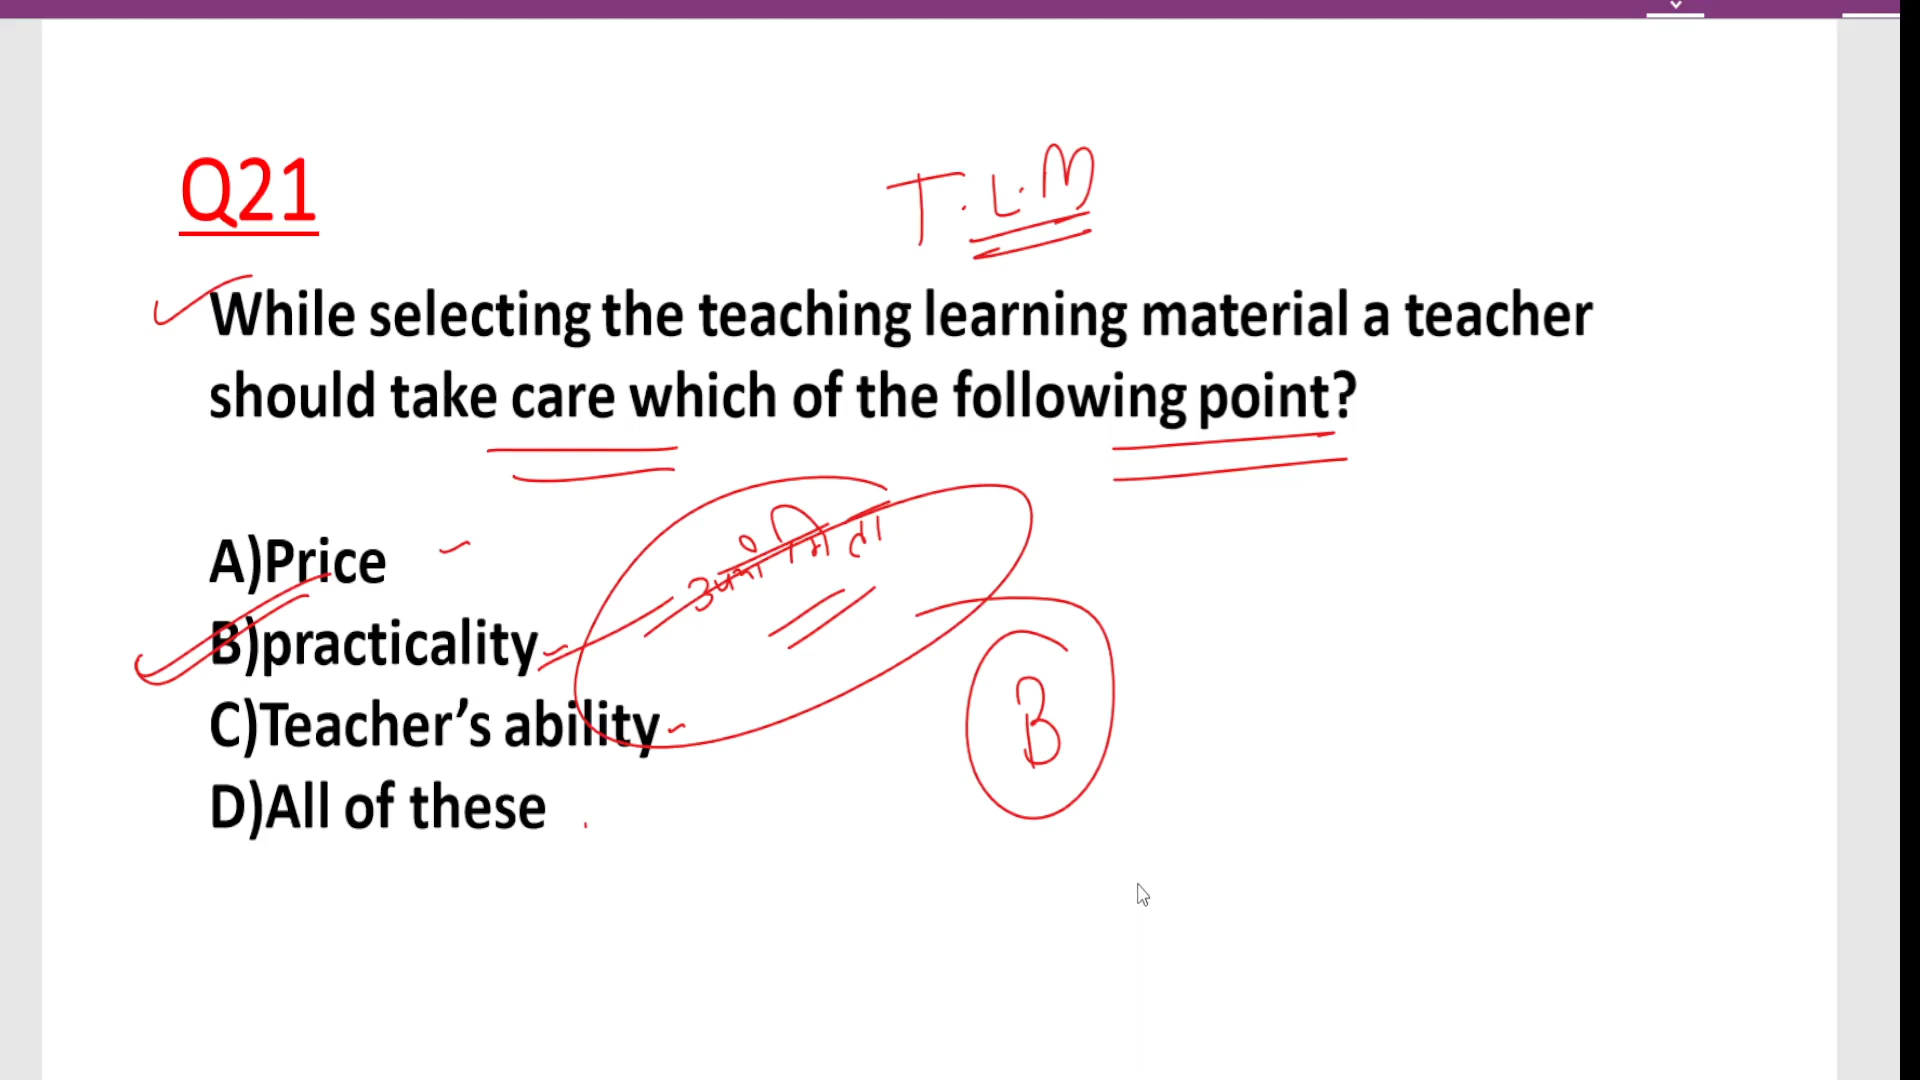 Q21
T.L.M
While selecting the teaching learning material a teacher
should take care which of the following point?
A)Price
B)practicality
C)Teacher’s ability
D)All of these
B